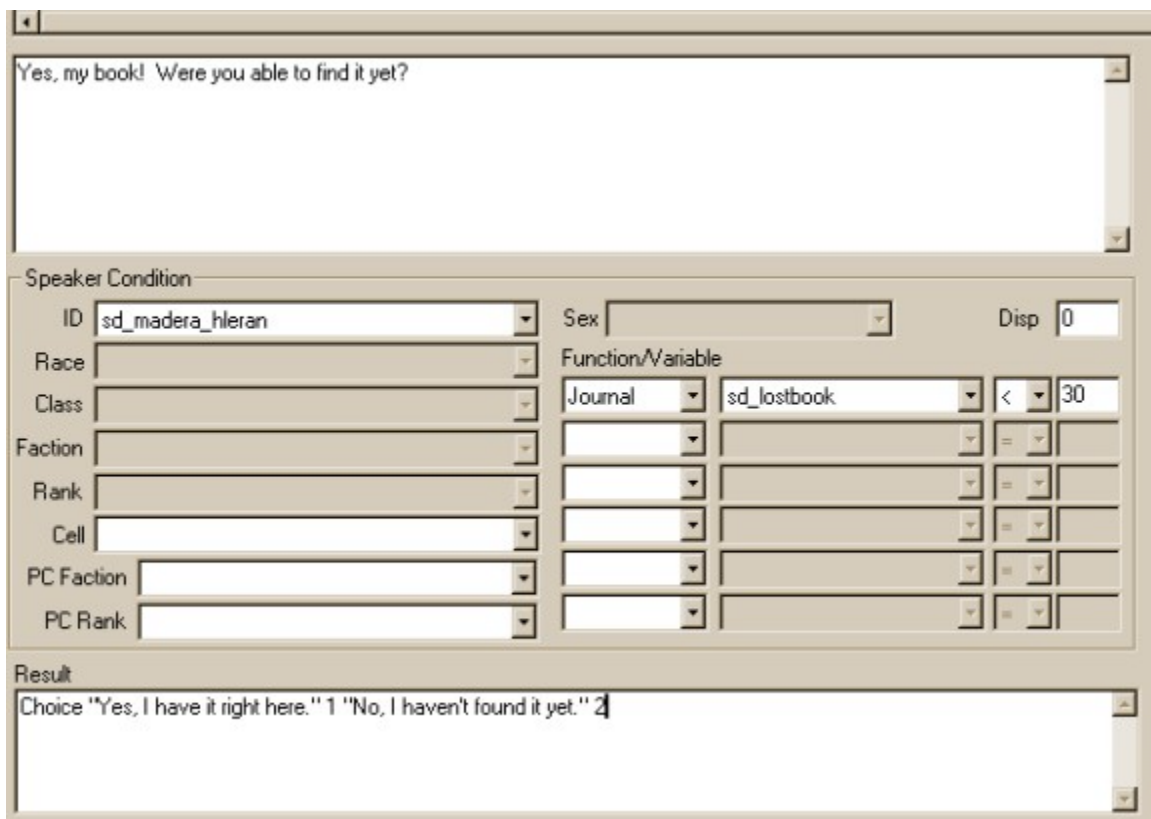 Yes, my book!  Were you able to find it yet?
Speaker Condition
ID sd_madera_hleran Sex Disp 0
Race Function/Variable
Class Journal sd_lostbook < 30
Faction =
Rank =
Cell =
PC Faction =
PC Rank =
Result
Choice "Yes, I have it right here." 1 "No, I haven't found it yet." 2